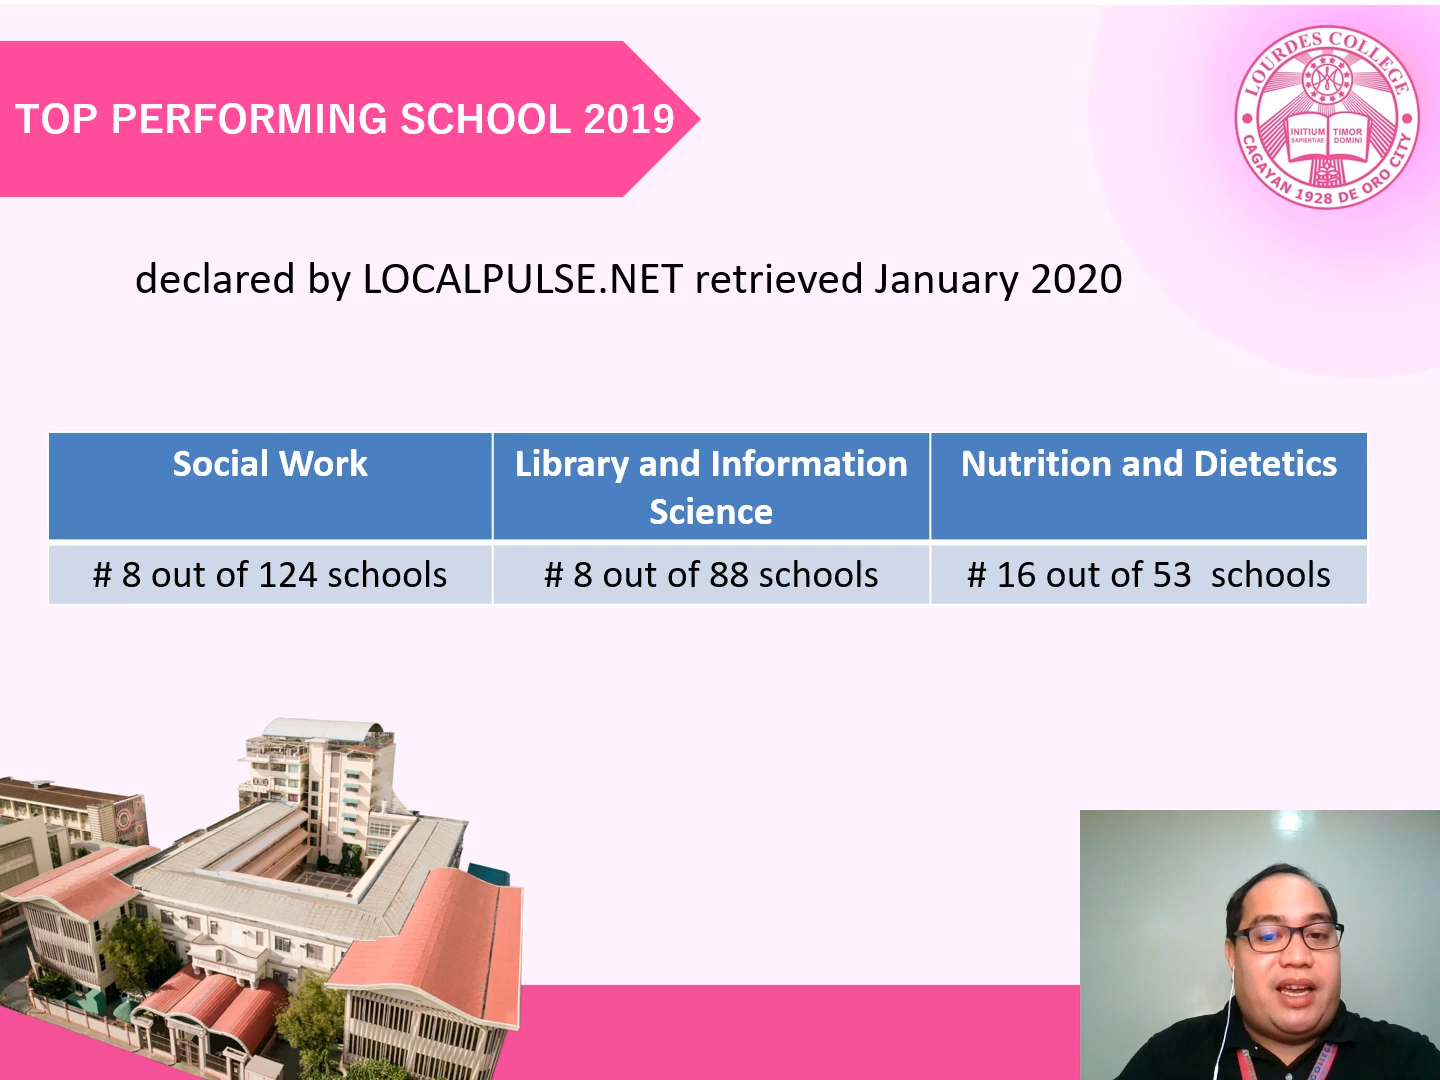 TOP PERFORMING SCHOOL 2019
LOURDES COLLEGE
INITIUM TIMOR
SAPIENTIAE DOMINI
CAGAYAN 1928 DE ORO CITY
declared by LOCALPULSE.NET retrieved January 2020
Social Work
Library and Information
Science
Nutrition and Dietetics
# 8 out of 124 schools
# 8 out of 88 schools
# 16 out of 53  schools